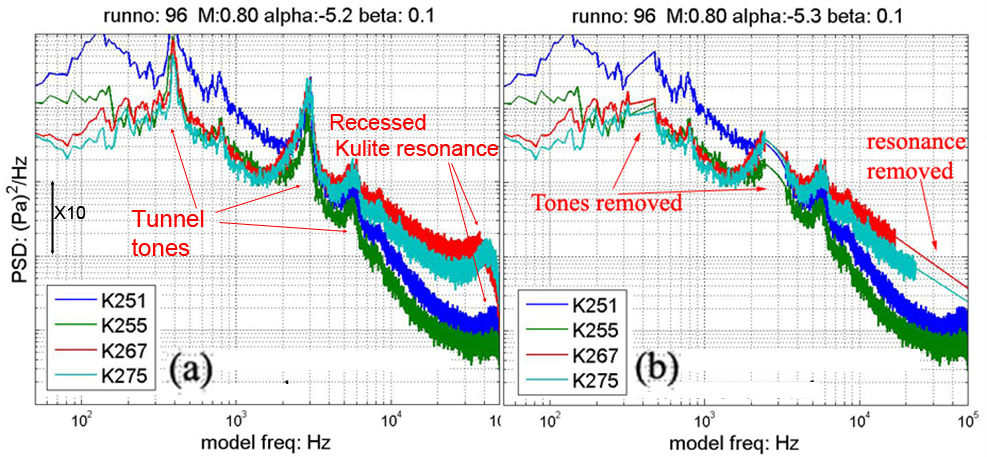 runno: 96 M:0.80 alpha:-5.2 beta: 0.1
PSD: (Pa)²/Hz
X10
Recessed
Kulite resonance
Tunnel
tones
K251
K255
K267
K275
(a)
10² 10³ 10⁴ 1(
model freq: Hz
runno: 96 M:0.80 alpha:-5.3 beta: 0.1
resonance
removed
Tones removed
K251
K255
K267
K275
(b)
10² 10³ 10⁴ 10⁵
model freq: Hz